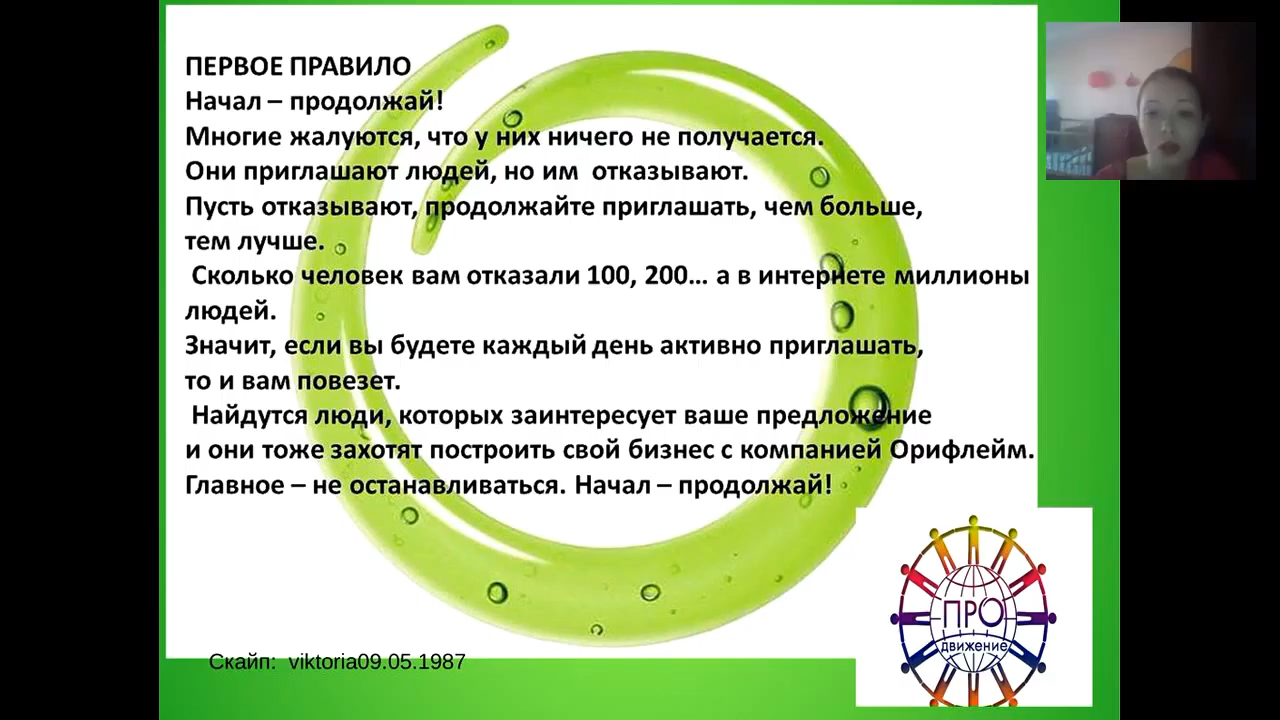 ПЕРВОЕ ПРАВИЛО
Начал – продолжай!
Многие жалуются, что у них ничего не получается.
Они приглашают людей, но им  отказывают.
Пусть отказывают, продолжайте приглашать, чем больше,
тем лучше.
Сколько человек вам отказали 100, 200… а в интернете миллионы
людей.
Значит, если вы будете каждый день активно приглашать,
то и вам повезет.
Найдутся люди, которых заинтересует ваше предложение
и они тоже захотят построить свой бизнес с компанией Орифлейм.
Главное – не останавливаться. Начал – продолжай!
ПРО
движение
Скайп:  viktoria09.05.1987